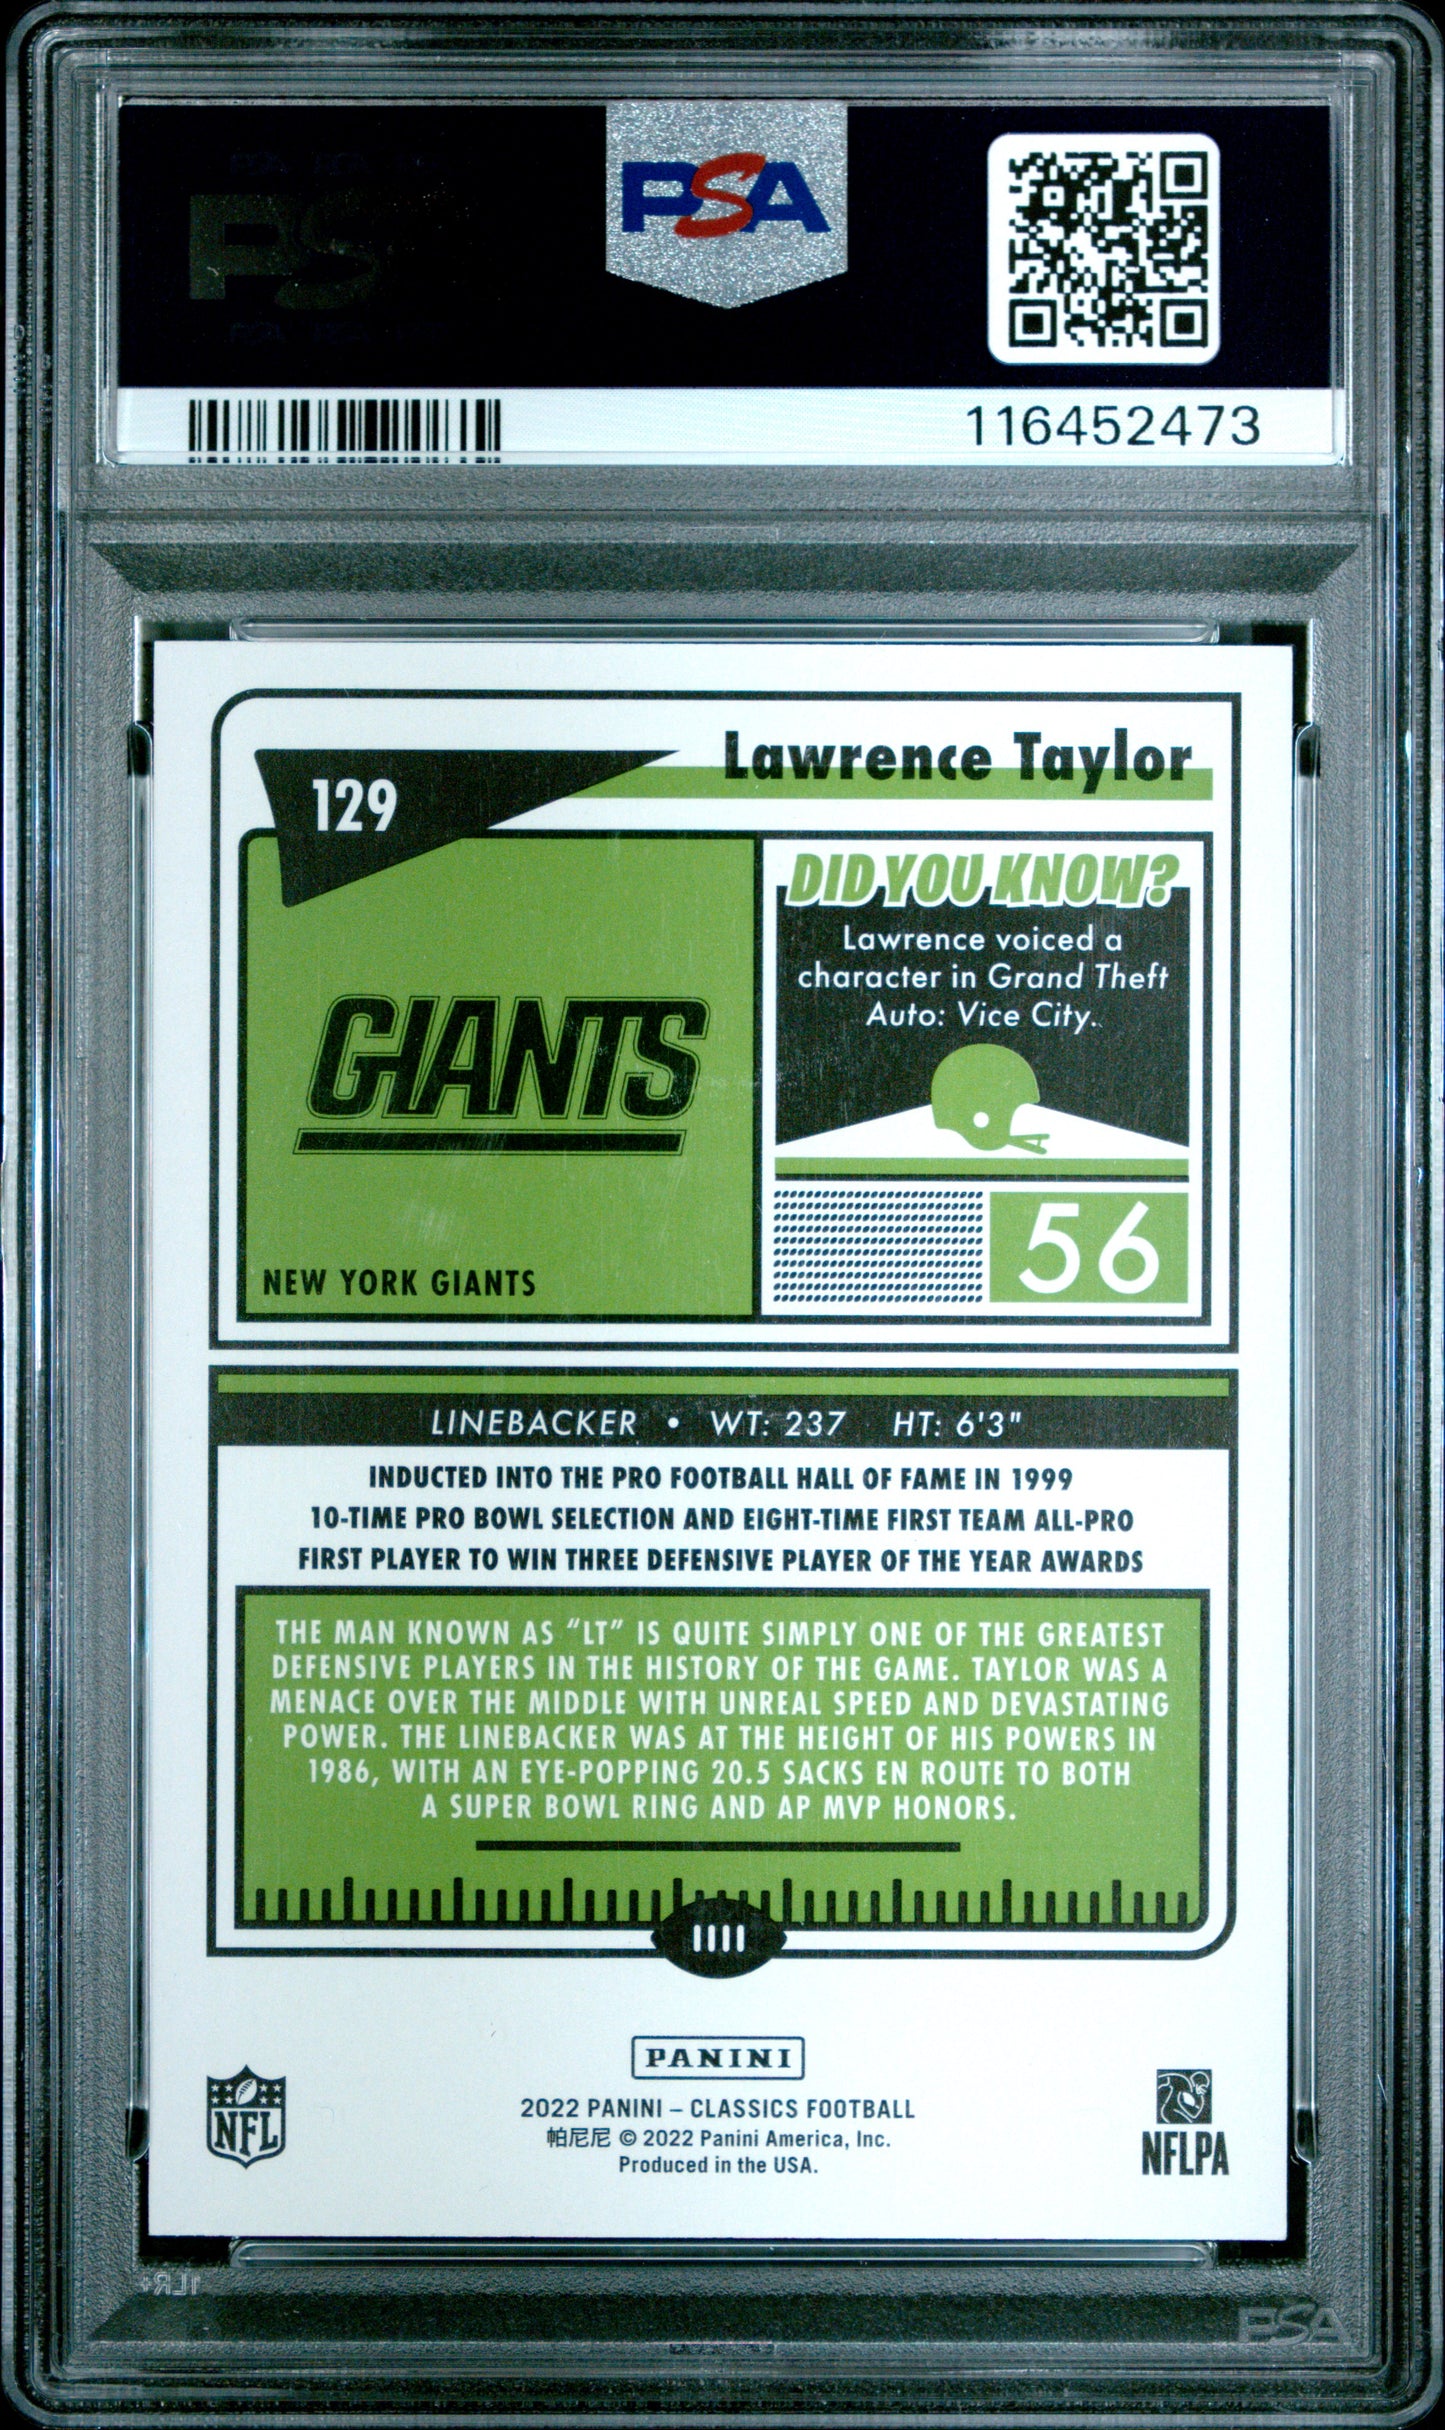 PSA
116452473
129
Lawrence Taylor
DID YOU KNOW?
Lawrence voiced a
character in Grand Theft
Auto: Vice City.
GIANTS
NEW YORK GIANTS
56
LINEBACKER • WT: 237 HT: 6'3"
INDUCTED INTO THE PRO FOOTBALL HALL OF FAME IN 1999
10-TIME PRO BOWL SELECTION AND EIGHT-TIME FIRST TEAM ALL-PRO
FIRST PLAYER TO WIN THREE DEFENSIVE PLAYER OF THE YEAR AWARDS
THE MAN KNOWN AS “LT” IS QUITE SIMPLY ONE OF THE GREATEST
DEFENSIVE PLAYERS IN THE HISTORY OF THE GAME. TAYLOR WAS A
MENACE OVER THE MIDDLE WITH UNREAL SPEED AND DEVASTATING
POWER. THE LINEBACKER WAS AT THE HEIGHT OF HIS POWERS IN
1986, WITH AN EYE-POPPING 20.5 SACKS EN ROUTE TO BOTH
A SUPER BOWL RING AND AP MVP HONORS.
PANINI
2022 PANINI – CLASSICS FOOTBALL
帕尼尼 © 2022 Panini America, Inc.
Produced in the USA.
NFL
NFLPA
PSA